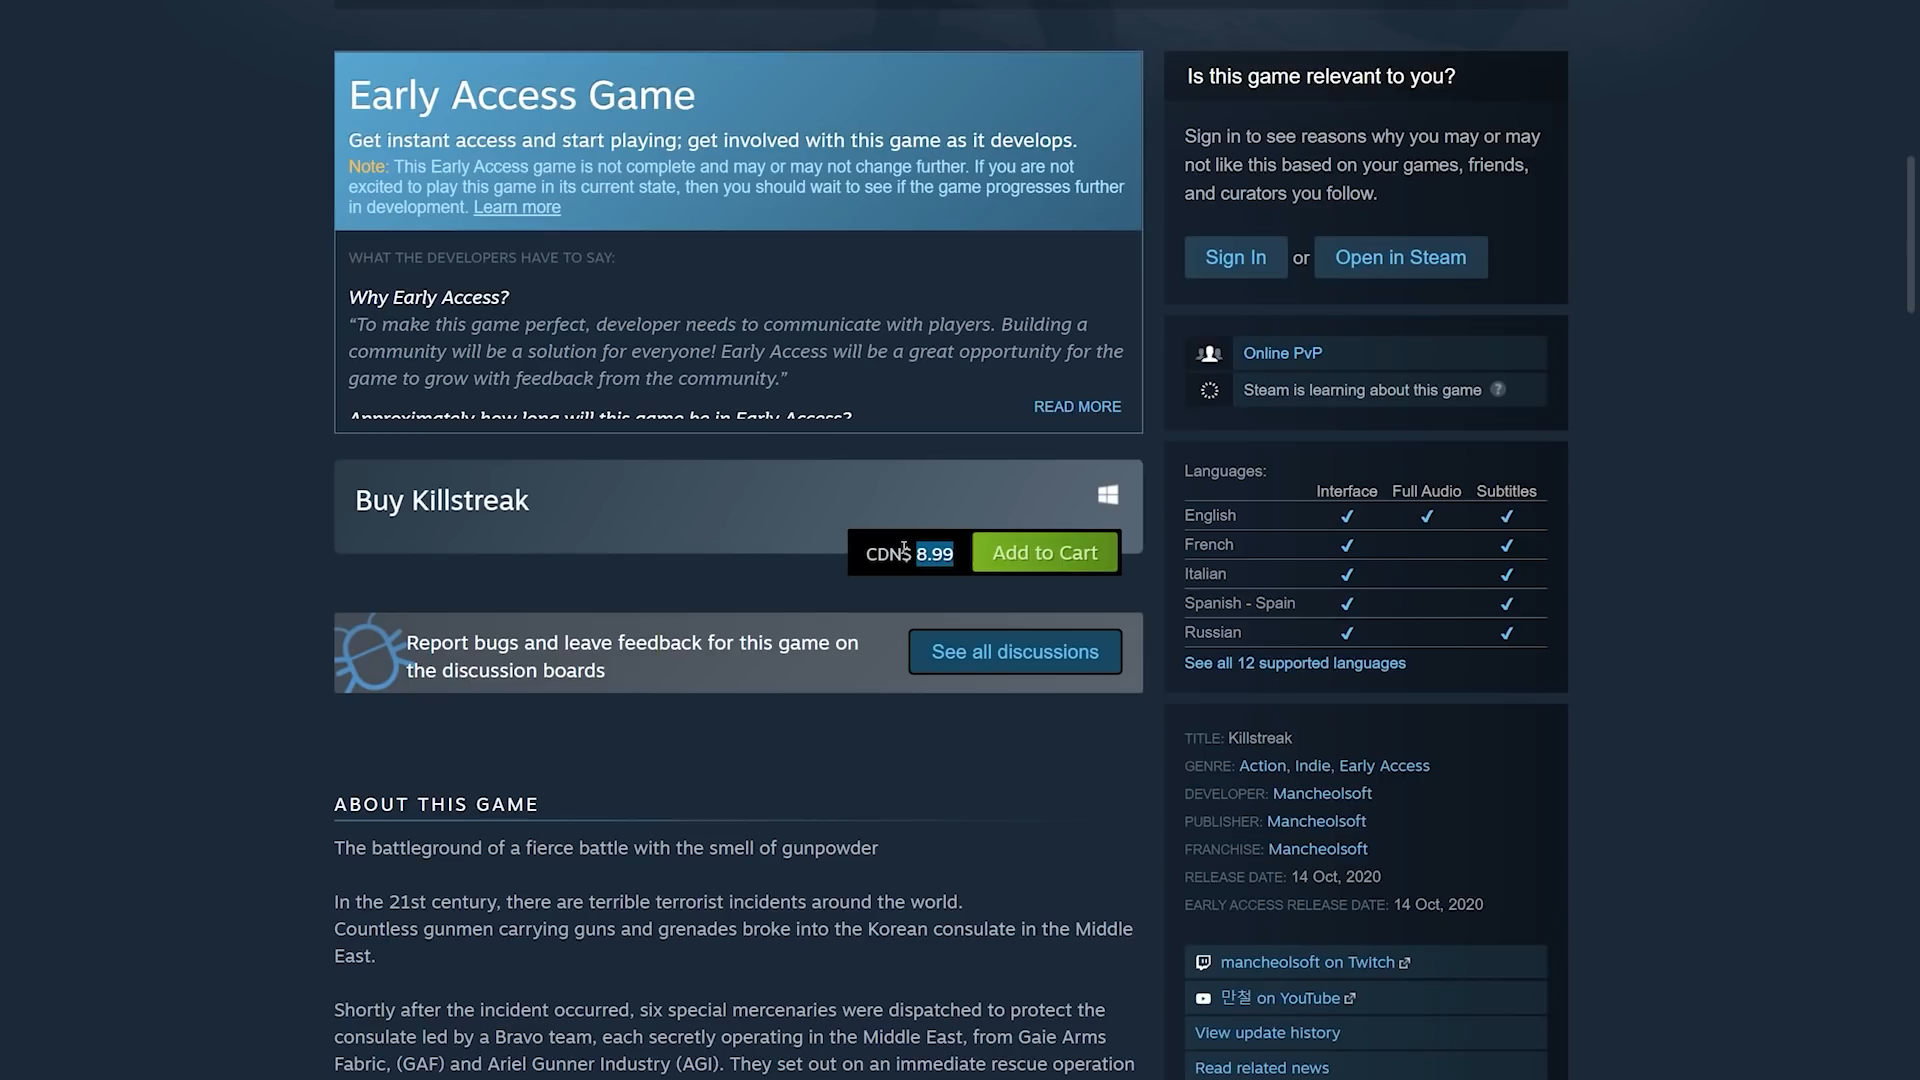 Early Access Game
Get instant access and start playing; get involved with this game as it develops.
Note: This Early Access game is not complete and may or may not change further. If you are not
excited to play this game in its current state, then you should wait to see if the game progresses further
in development. Learn more
WHAT THE DEVELOPERS HAVE TO SAY:
Why Early Access?
“To make this game perfect, developer needs to communicate with players. Building a
community will be a solution for everyone! Early Access will be a great opportunity for the
game to grow with feedback from the community.”
Approximately how long will this game be in Early Access?
READ MORE
Buy Killstreak
CDN$ 8.99
Add to Cart
Report bugs and leave feedback for this game on
the discussion boards
See all discussions
ABOUT THIS GAME
The battleground of a fierce battle with the smell of gunpowder
In the 21st century, there are terrible terrorist incidents around the world.
Countless gunmen carrying guns and grenades broke into the Korean consulate in the Middle
East.
Shortly after the incident occurred, six special mercenaries were dispatched to protect the
consulate led by a Bravo team, each secretly operating in the Middle East, from Gaie Arms
Fabric, (GAF) and Ariel Gunner Industry (AGI). They set out on an immediate rescue operation
Is this game relevant to you?
Sign in to see reasons why you may or may
not like this based on your games, friends,
and curators you follow.
Sign In or Open in Steam
Online PvP
Steam is learning about this game ?
Languages:
Interface Full Audio Subtitles
English ✔ ✔ ✔
French ✔ ✔
Italian ✔ ✔
Spanish - Spain ✔ ✔
Russian ✔ ✔
See all 12 supported languages
TITLE: Killstreak
GENRE: Action, Indie, Early Access
DEVELOPER: Mancheolsoft
PUBLISHER: Mancheolsoft
FRANCHISE: Mancheolsoft
RELEASE DATE: 14 Oct, 2020
EARLY ACCESS RELEASE DATE: 14 Oct, 2020
mancheolsoft on Twitch
만철 on YouTube
View update history
Read related news